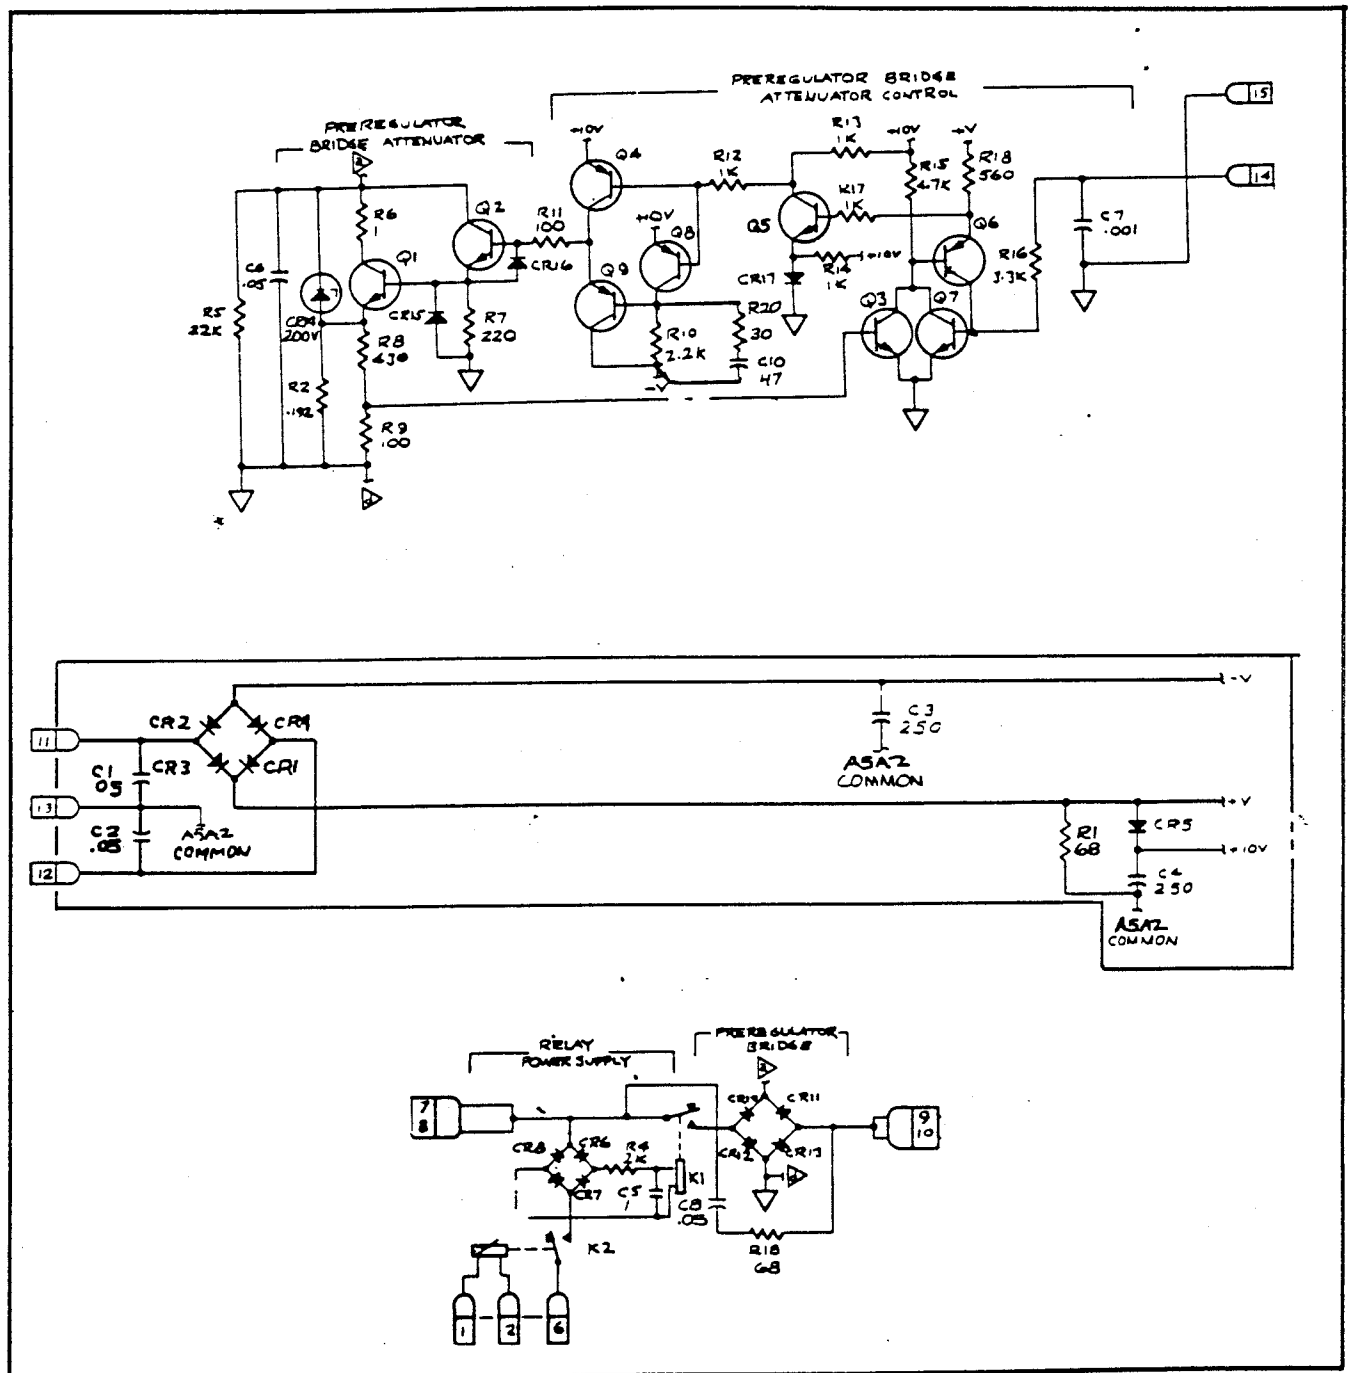 PREREGULATOR BRIDGE
ATTENUATOR CONTROL
15
PREREGULATOR
BRIDGE ATTENUATOR
+10V
Q4
R12
1K
R13
1K
+10V
R15
4.7K
+V
R18
560
14
R6
1
Q2
R11
100
+10V
Q8
Q5
R17
1K
Q6
C7
.001
C6
.05
Q1
CR16
Q9
CR17
R14
1K
+10V
R16
3.3K
R5
22K
200V
CR15
R7
220
R10
2.2K
R20
30
Q3
Q7
R8
430
C10
47
-V
R2
.192
R9
100
-V
CR2
CR4
11
C3
250
C1
.05
CR3
CR1
A5A2
COMMON
13
+V
C2
.05
A5A2
COMMON
R1
68
CR5
+10V
12
C4
250
A5A2
COMMON
RELAY
POWER SUPPLY
PREREGULATOR
BRIDGE
7
8
CR11
9
10
CR8
CR6
R4
2K
CR12
CR13
CR7
C5
1
K1
C8
.05
K2
R18
68
1
2
6